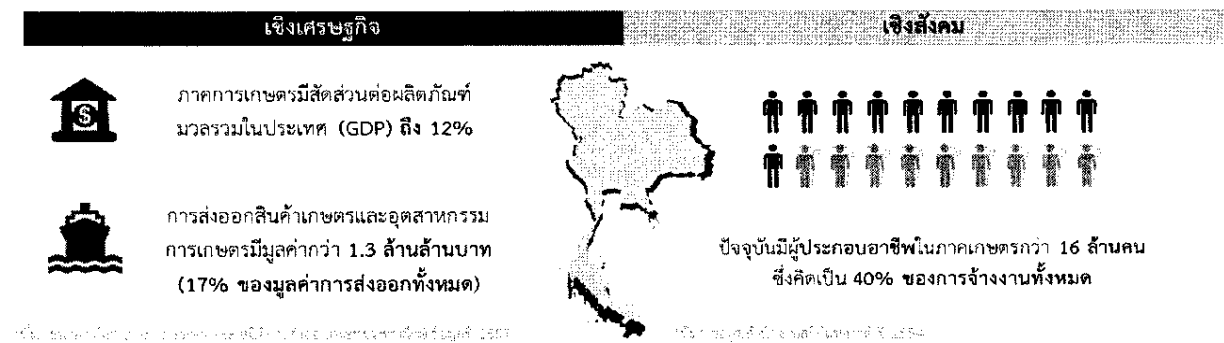 เชิงเศรษฐกิจ
เชิงสังคม
ภาคการเกษตรมีสัดส่วนต่อผลิตภัณฑ์
มวลรวมในประเทศ (GDP) ถึง 12%
$
การส่งออกสินค้าเกษตรและอุตสาหกรรม
การเกษตรมีมูลค่ากว่า 1.3 ล้านล้านบาท
(17% ของมูลค่าการส่งออกทั้งหมด)
ปัจจุบันมีผู้ประกอบอาชีพในภาคเกษตรกว่า 16 ล้านคน
ซึ่งคิดเป็น 40% ของการจ้างงานทั้งหมด